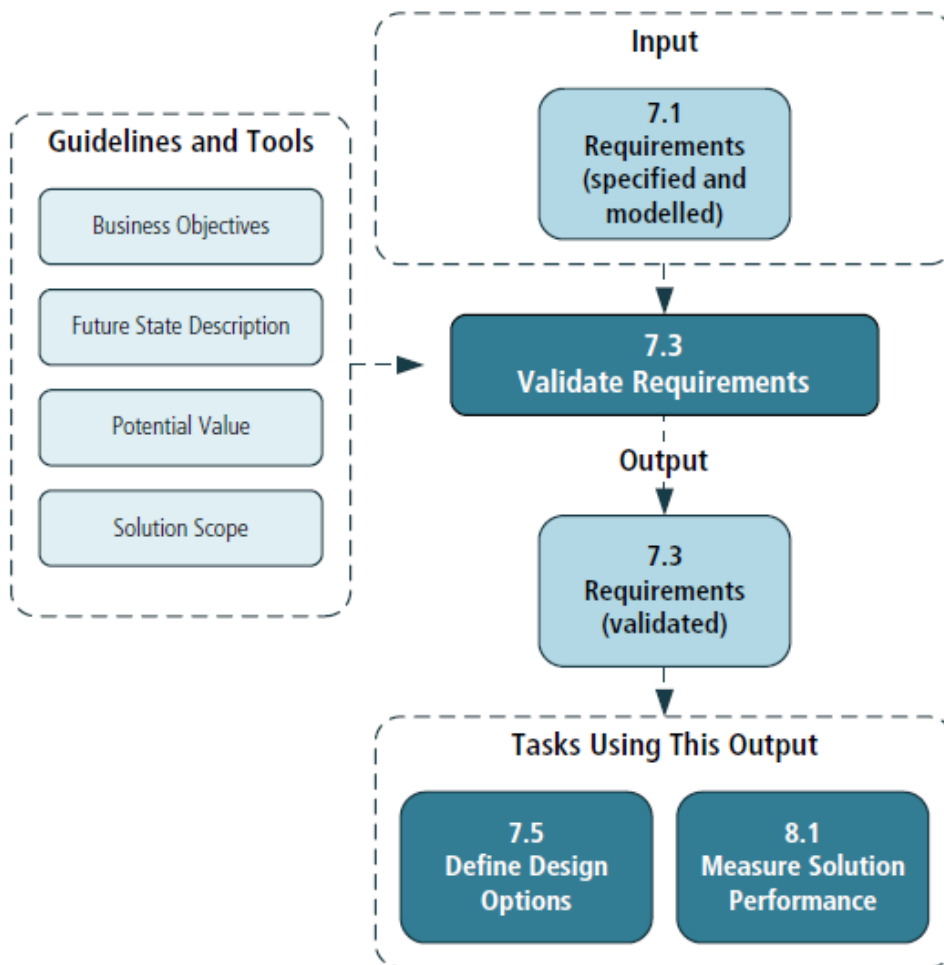 Input
7.1
Requirements
(specified and
modelled)
Guidelines and Tools
Business Objectives
Future State Description
Potential Value
Solution Scope
7.3
Validate Requirements
Output
7.3
Requirements
(validated)
Tasks Using This Output
7.5
Define Design
Options
8.1
Measure Solution
Performance